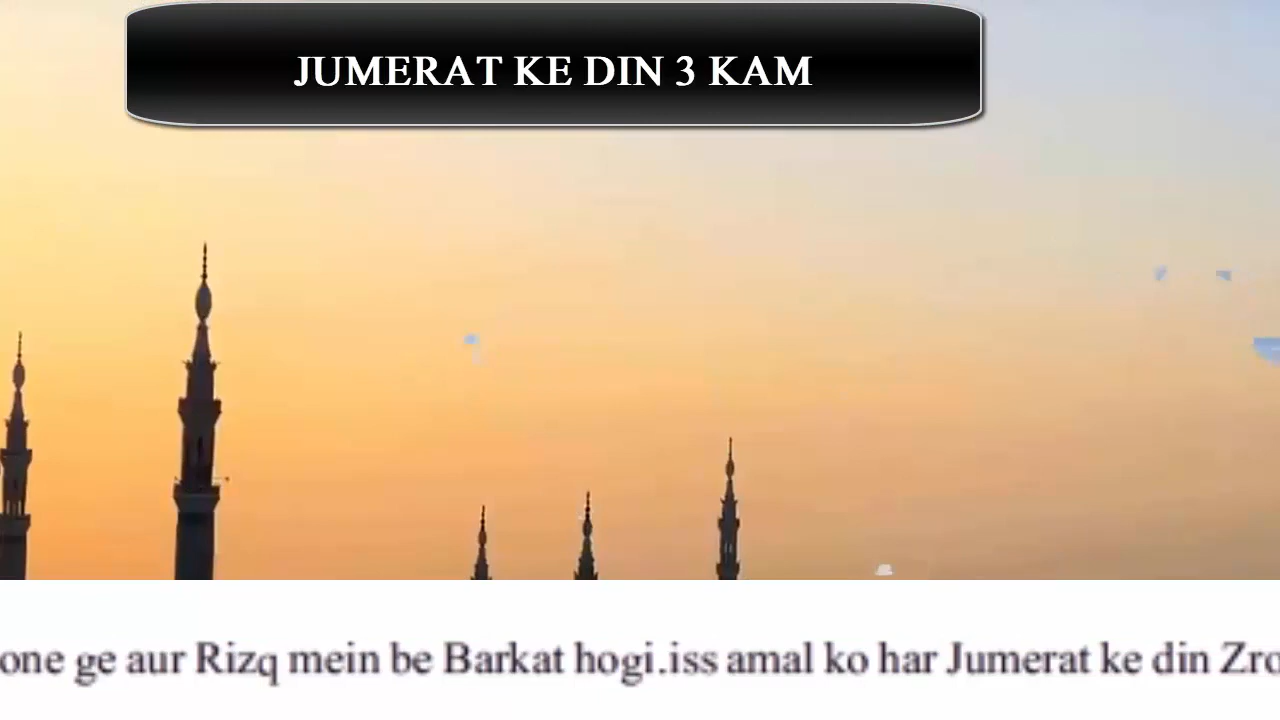 JUMERAT KE DIN 3 KAM
ge aur Rizq mein be Barkat hogi.iss amal ko har Jumerat ke din